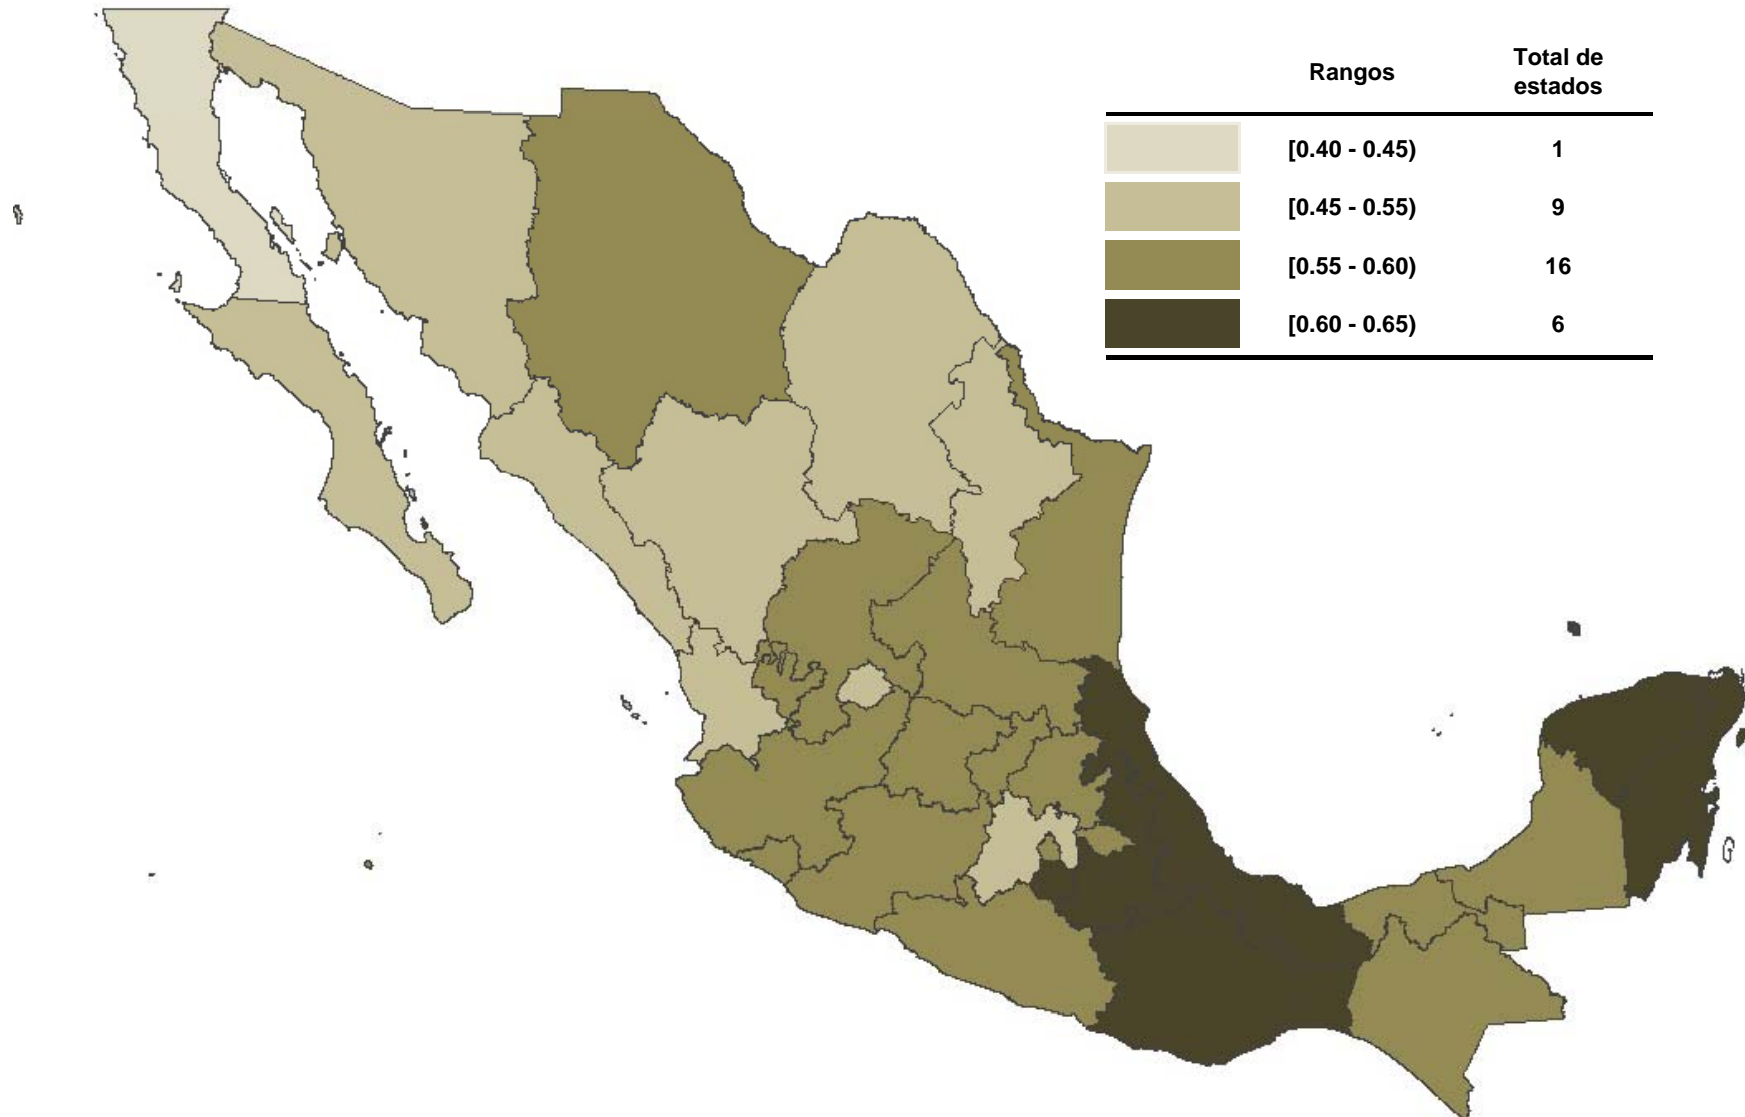 Rangos Total de
estados
[0.40 - 0.45) 1
[0.45 - 0.55) 9
[0.55 - 0.60) 16
[0.60 - 0.65) 6